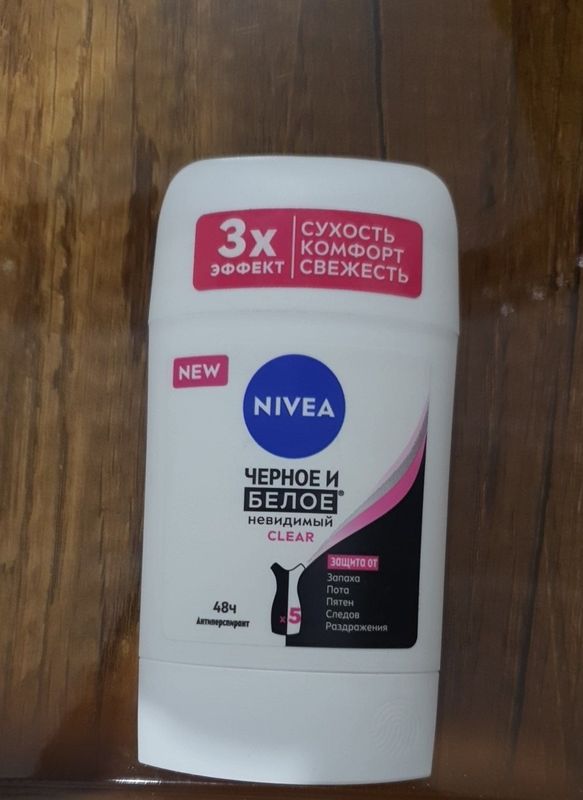 3x
ЭФФЕКТ
СУХОСТЬ
КОМФОРТ
СВЕЖЕСТЬ
NEW
NIVEA
ЧЕРНОЕ И
БЕЛОЕ®
невидимый
CLEAR
защита от
Запаха
Пота
Пятен
Следов
Раздражения
x5
48ч
Антиперспирант